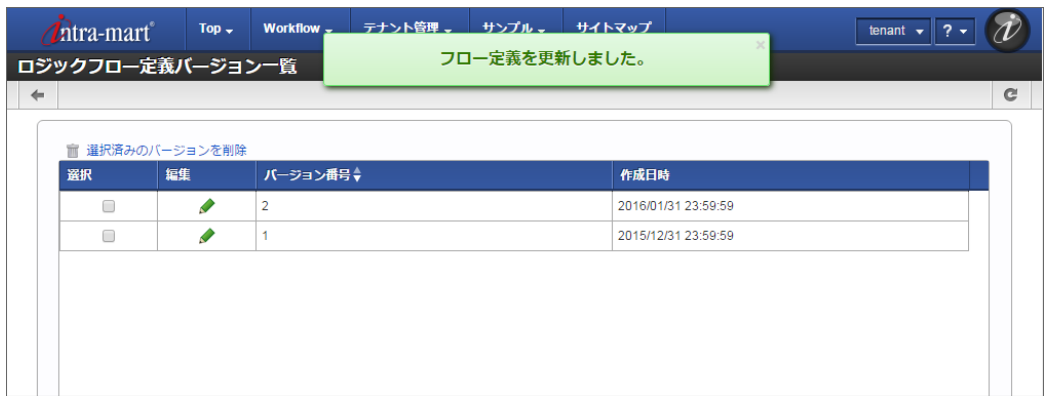 intra-mart® Top Workflow テナント管理 サンプル サイトマップ tenant ?
フロー定義を更新しました。 ×
ロジックフロー定義バージョン一覧
選択済みのバージョンを削除
選択 編集 バージョン番号 作成日時
2 2016/01/31 23:59:59
1 2015/12/31 23:59:59